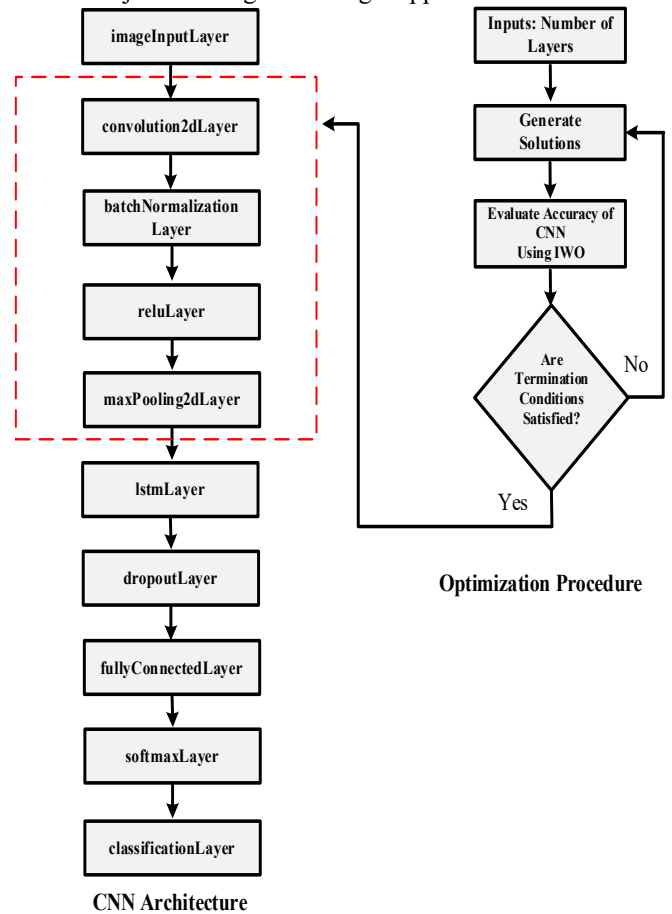 imageInputLayer
convolution2dLayer
batchNormalization
Layer
reluLayer
maxPooling2dLayer
lstmLayer
dropoutLayer
fullyConnectedLayer
softmaxLayer
classificationLayer
CNN Architecture
Inputs: Number of
Layers
Generate
Solutions
Evaluate Accuracy of
CNN
Using IWO
Are
Termination
Conditions
Satisfied?
No
Yes
Optimization Procedure